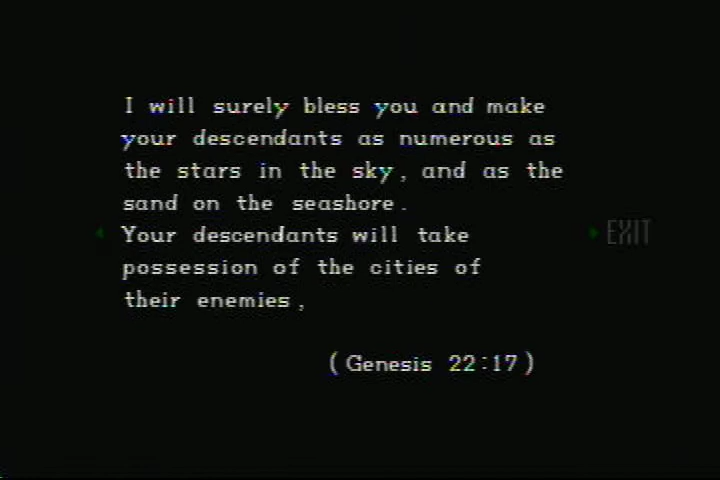 I will surely bless you and make
your descendants as numerous as
the stars in the sky, and as the
sand on the seashore.
Your descendants will take
possession of the cities of
their enemies,
EXIT
(Genesis 22:17)